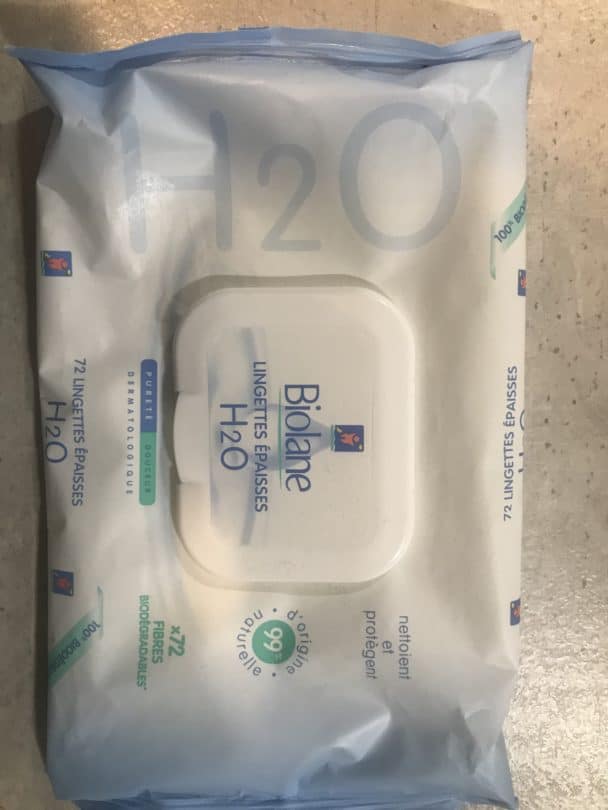 H2O
100% BIO
72 LINGETTES ÉPAISSES
nettoient
et
protègent
Biolane
LINGETTES ÉPAISSES
H2O
d'origine
99%
naturelle
PURETÉ DOUCEUR
DERMATOLOGIQUE
x72
FIBRES
BIODÉGRADABLES*
72 LINGETTES ÉPAISSES
H2O